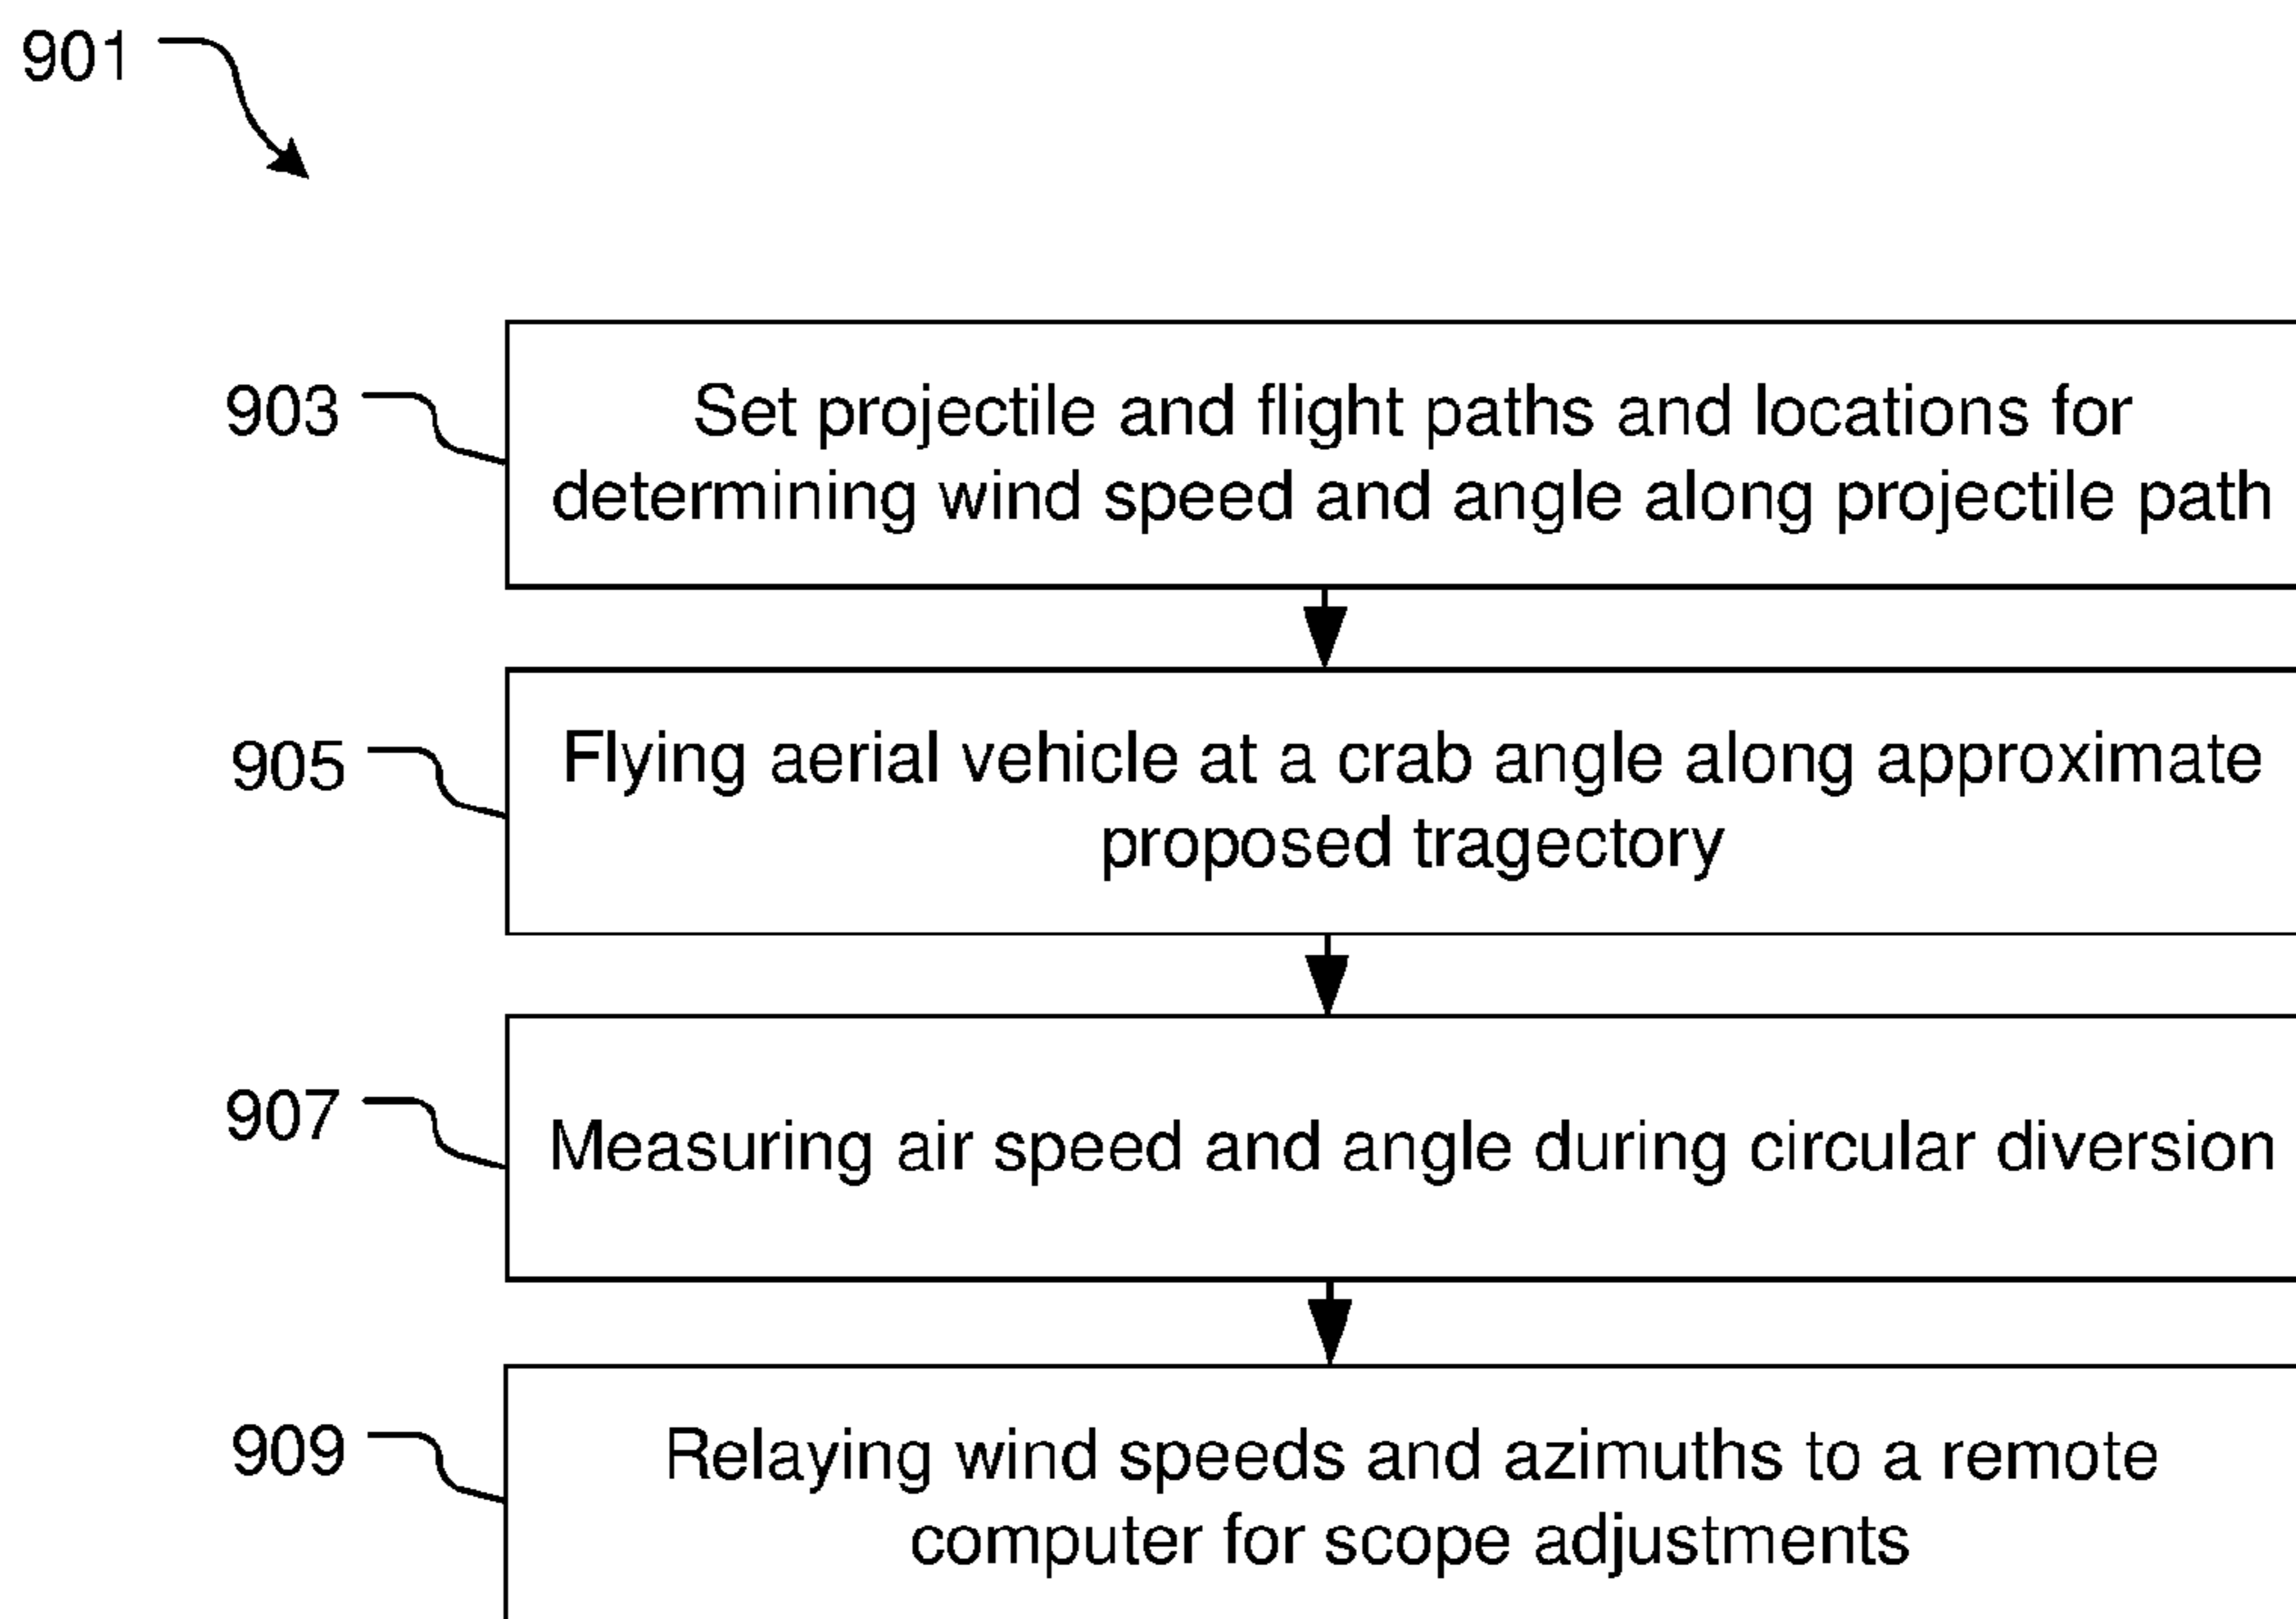 901
903
Set projectile and flight paths and locations for
determining wind speed and angle along projectile path
905
Flying aerial vehicle at a crab angle along approximate
proposed tragectory
907
Measuring air speed and angle during circular diversion
909
Relaying wind speeds and azimuths to a remote
computer for scope adjustments